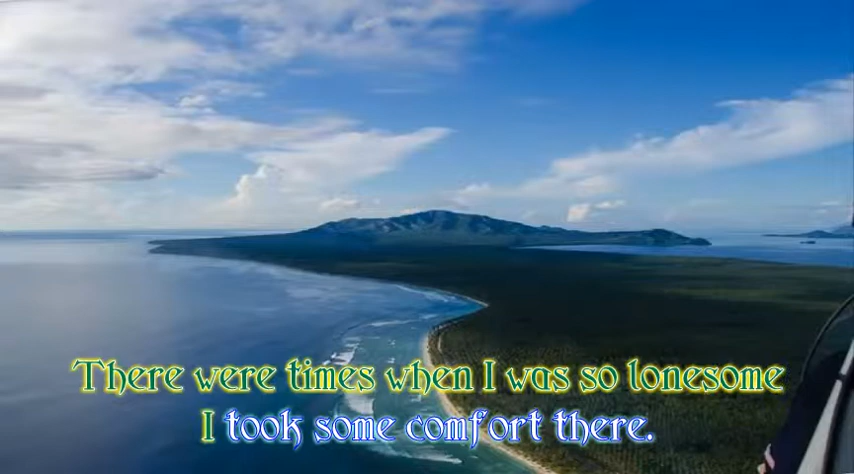 There were times when I was so lonesome
I took some comfort there.